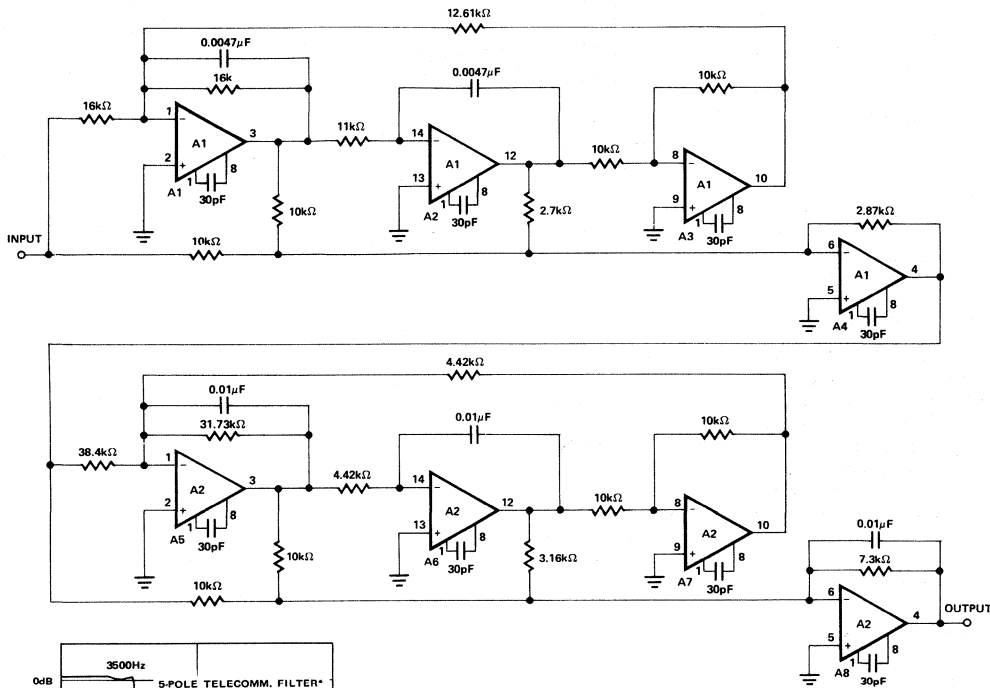 12.61kΩ
0.0047μF
16k
16kΩ
1
−
A1
3
2
+
1
8
A1
30pF
10kΩ
11kΩ
0.0047μF
14
−
A1
12
13
+
1
8
A2
30pF
2.7kΩ
10kΩ
10kΩ
8
−
A1
10
9
+
1
8
A3
30pF
INPUT
10kΩ
2.87kΩ
6
−
A1
4
5
+
1
8
A4
30pF
4.42kΩ
0.01μF
31.73kΩ
38.4kΩ
1
−
A2
3
2
+
1
8
A5
30pF
10kΩ
4.42kΩ
0.01μF
14
−
A2
12
13
+
1
8
A6
30pF
3.16kΩ
10kΩ
10kΩ
8
−
A2
10
9
+
1
8
A7
30pF
10kΩ
0.01μF
7.3kΩ
6
−
A2
4
OUTPUT
5
+
1
8
A8
30pF
3500Hz
0dB
5-POLE TELECOMM. FILTER*